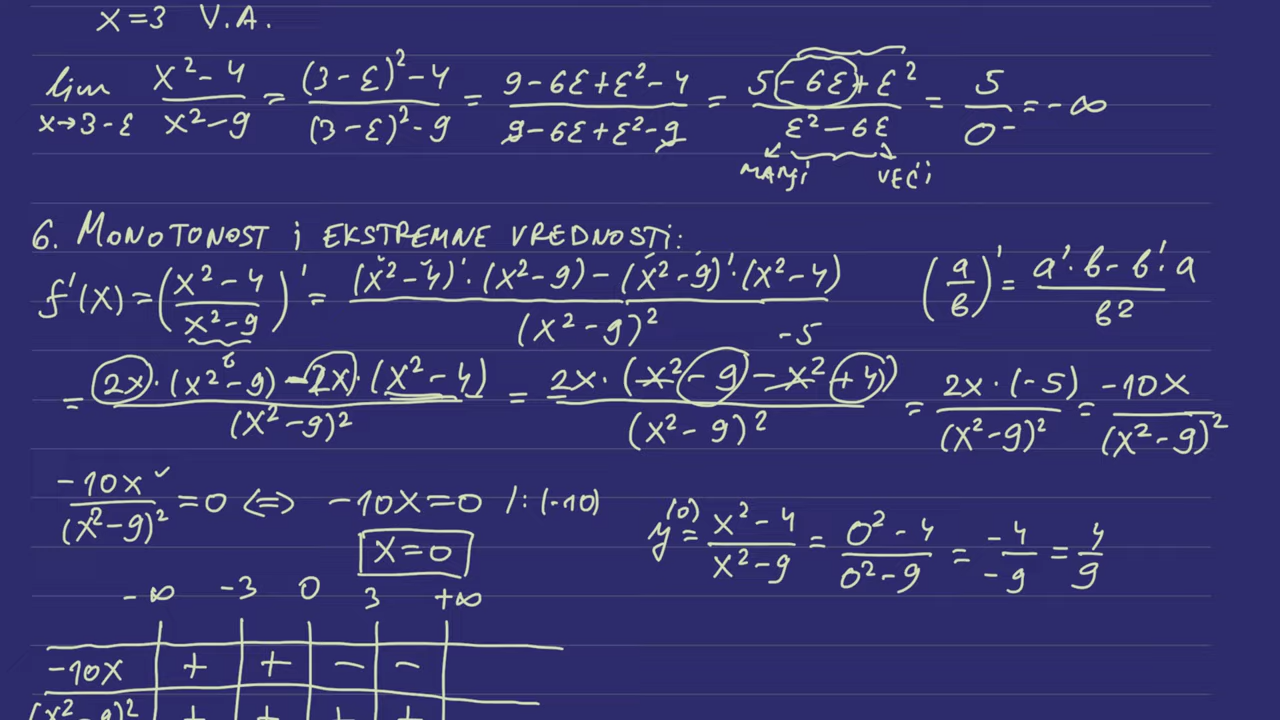 x=3 V.A.
lim x→3-ε (x²-4)/(x²-9) = ((3-ε)²-4)/((3-ε)²-9) = (9-6ε+ε²-4)/(9-6ε+ε²-9) = (5-6ε+ε²)/(ε²-6ε) = 5/0⁻ = -∞
MANJI VEĆI
6. MONOTONOST i EKSTREMNE VREDNOSTI:
f'(x) = ((x²-4)/(x²-9))' = ((x²-4)'·(x²-9)-(x²-9)'·(x²-4))/(x²-9)² (a/b)' = (a'·b-b'·a)/b²
b -5
= (2x·(x²-9)-2x·(x²-4))/(x²-9)² = (2x·(x²-9-x²+4))/(x²-9)² = (2x·(-5))/(x²-9)² = (-10x)/(x²-9)²
(-10x)/(x²-9)² = 0 ⇔ -10x=0 /:(-10)
x=0
y(0) = (x²-4)/(x²-9) = (0²-4)/(0²-9) = (-4)/(-9) = 4/9
-∞ -3 0 3 +∞
-10x + + - -
(x²-9)² + + + +